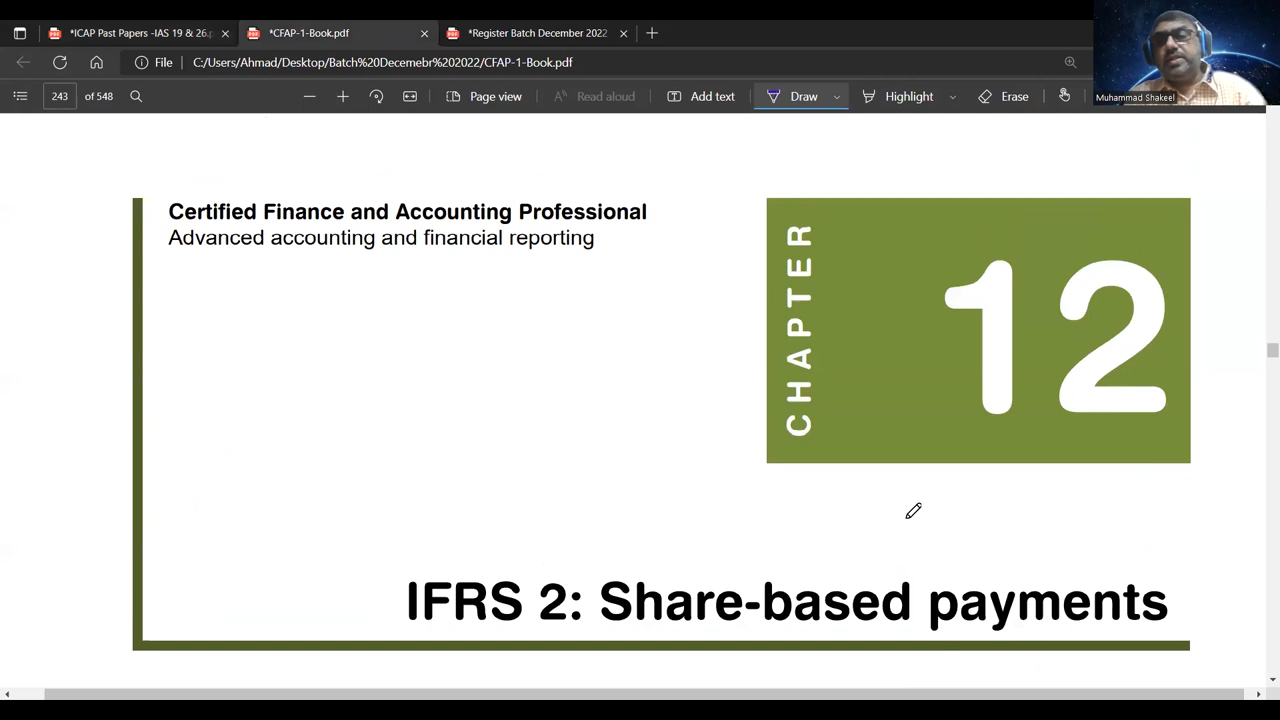 *ICAP Past Papers -IAS 19 & 26.p
*CFAP-1-Book.pdf
*Register Batch December 2022
File
C:/Users/Ahmad/Desktop/Batch%20Decemebr%202022/CFAP-1-Book.pdf
243 of 548
Page view
Read aloud
Add text
Draw
Highlight
Erase
Muhammad Shakeel
Certified Finance and Accounting Professional
Advanced accounting and financial reporting
CHAPTER
12
IFRS 2: Share-based payments